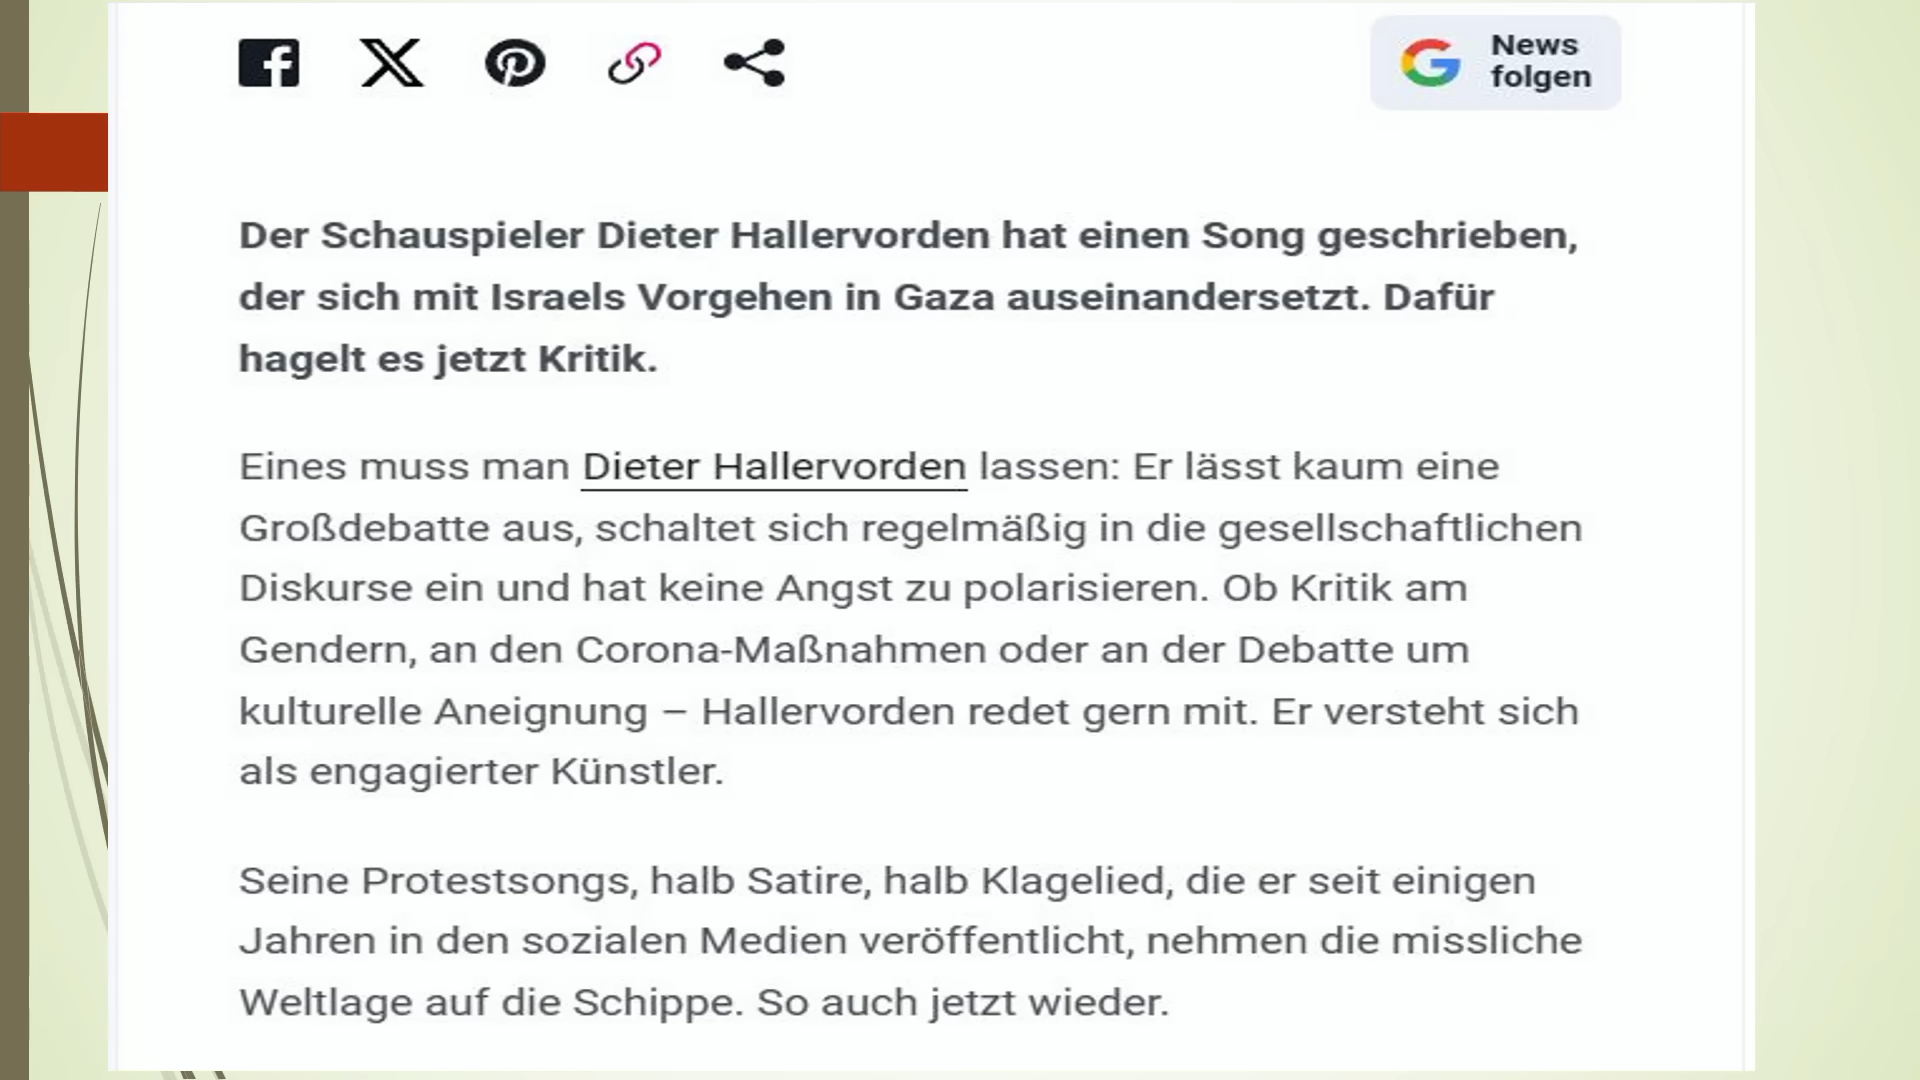 News
folgen
Der Schauspieler Dieter Hallervorden hat einen Song geschrieben,
der sich mit Israels Vorgehen in Gaza auseinandersetzt. Dafür
hagelt es jetzt Kritik.
Eines muss man Dieter Hallervorden lassen: Er lässt kaum eine
Großdebatte aus, schaltet sich regelmäßig in die gesellschaftlichen
Diskurse ein und hat keine Angst zu polarisieren. Ob Kritik am
Gendern, an den Corona-Maßnahmen oder an der Debatte um
kulturelle Aneignung – Hallervorden redet gern mit. Er versteht sich
als engagierter Künstler.
Seine Protestsongs, halb Satire, halb Klagelied, die er seit einigen
Jahren in den sozialen Medien veröffentlicht, nehmen die missliche
Weltlage auf die Schippe. So auch jetzt wieder.